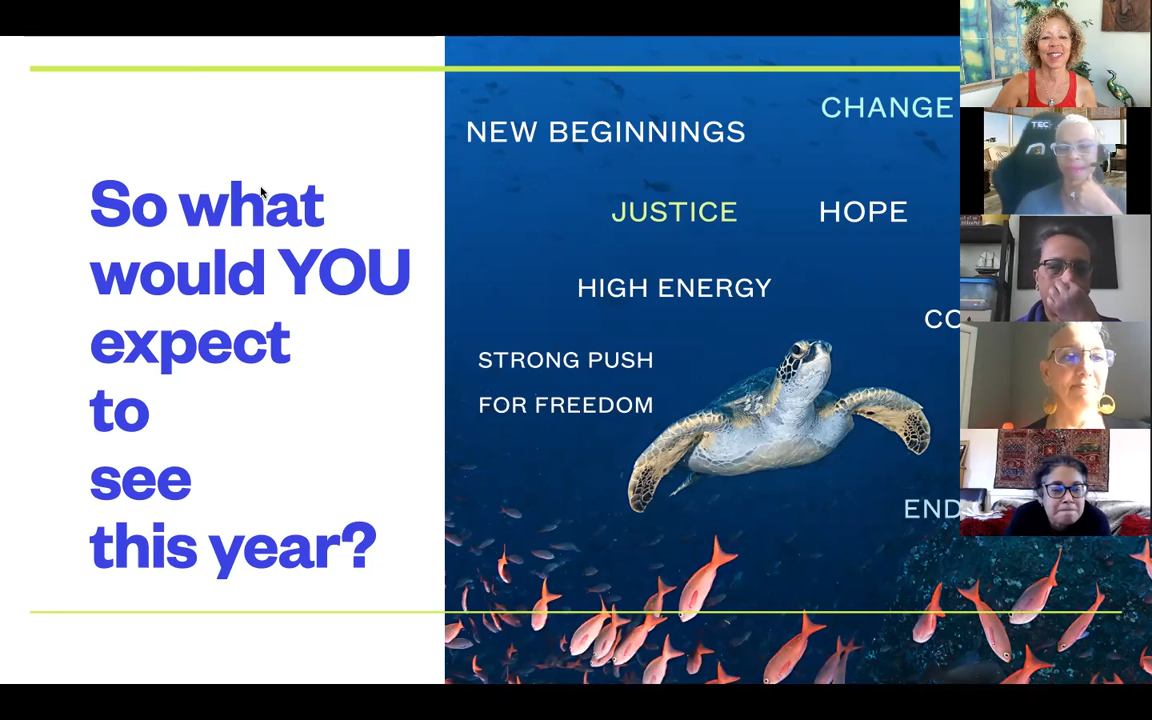 So what
would YOU
expect
to
see
this year?
CHANGE
NEW BEGINNINGS
JUSTICE
HOPE
HIGH ENERGY
STRONG PUSH
FOR FREEDOM
END